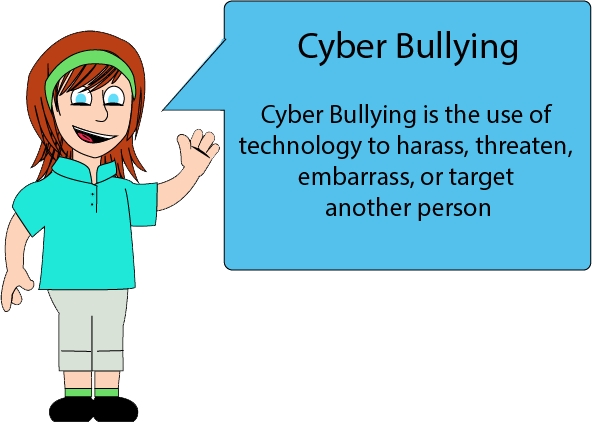 Cyber Bullying
Cyber Bullying is the use of
technology to harass, threaten,
embarrass, or target
another person